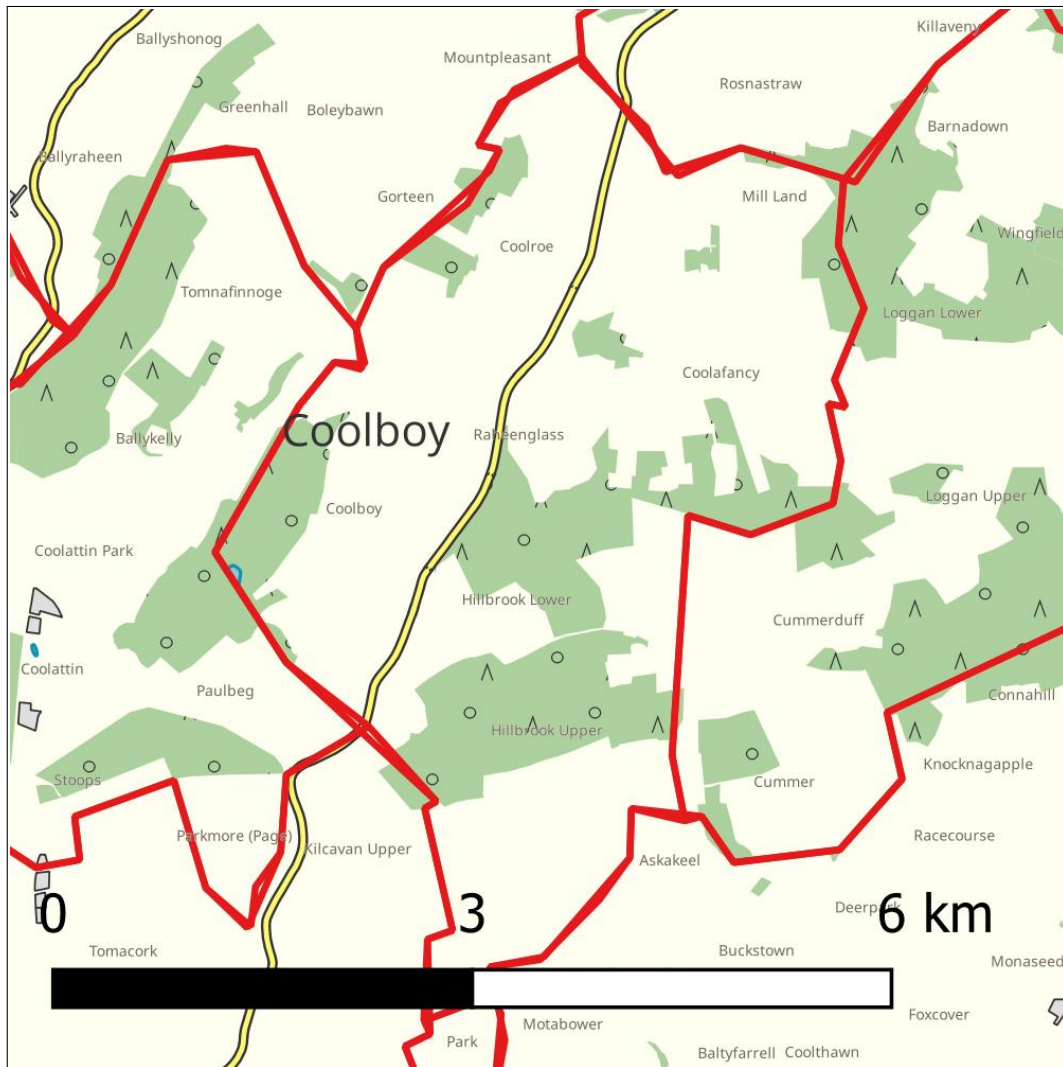 Ballyshonog
Killaveny
Mountpleasant
Rosnastraw
Greenhall
Boleybawn
Barnadown
Ballyraheen
Gorteen
Mill Land
Coolroe
Wingfield
Tomnafinnoge
Loggan Lower
Coolafancy
Coolboy
Raheenglass
Ballykelly
Loggan Upper
Coolboy
Coolattin Park
Hillbrook Lower
Cummerduff
Coolattin
Paulbeg
Connahill
Hillbrook Upper
Knocknagapple
Stoops
Cummer
Parkmore (Page)
Racecourse
Kilcavan Upper
Askakeel
Deerpark
0 3 6 km
Tomacork
Buckstown
Monaseed
Foxcover
Motabower
Park
Baltyfarrell
Coolthawn